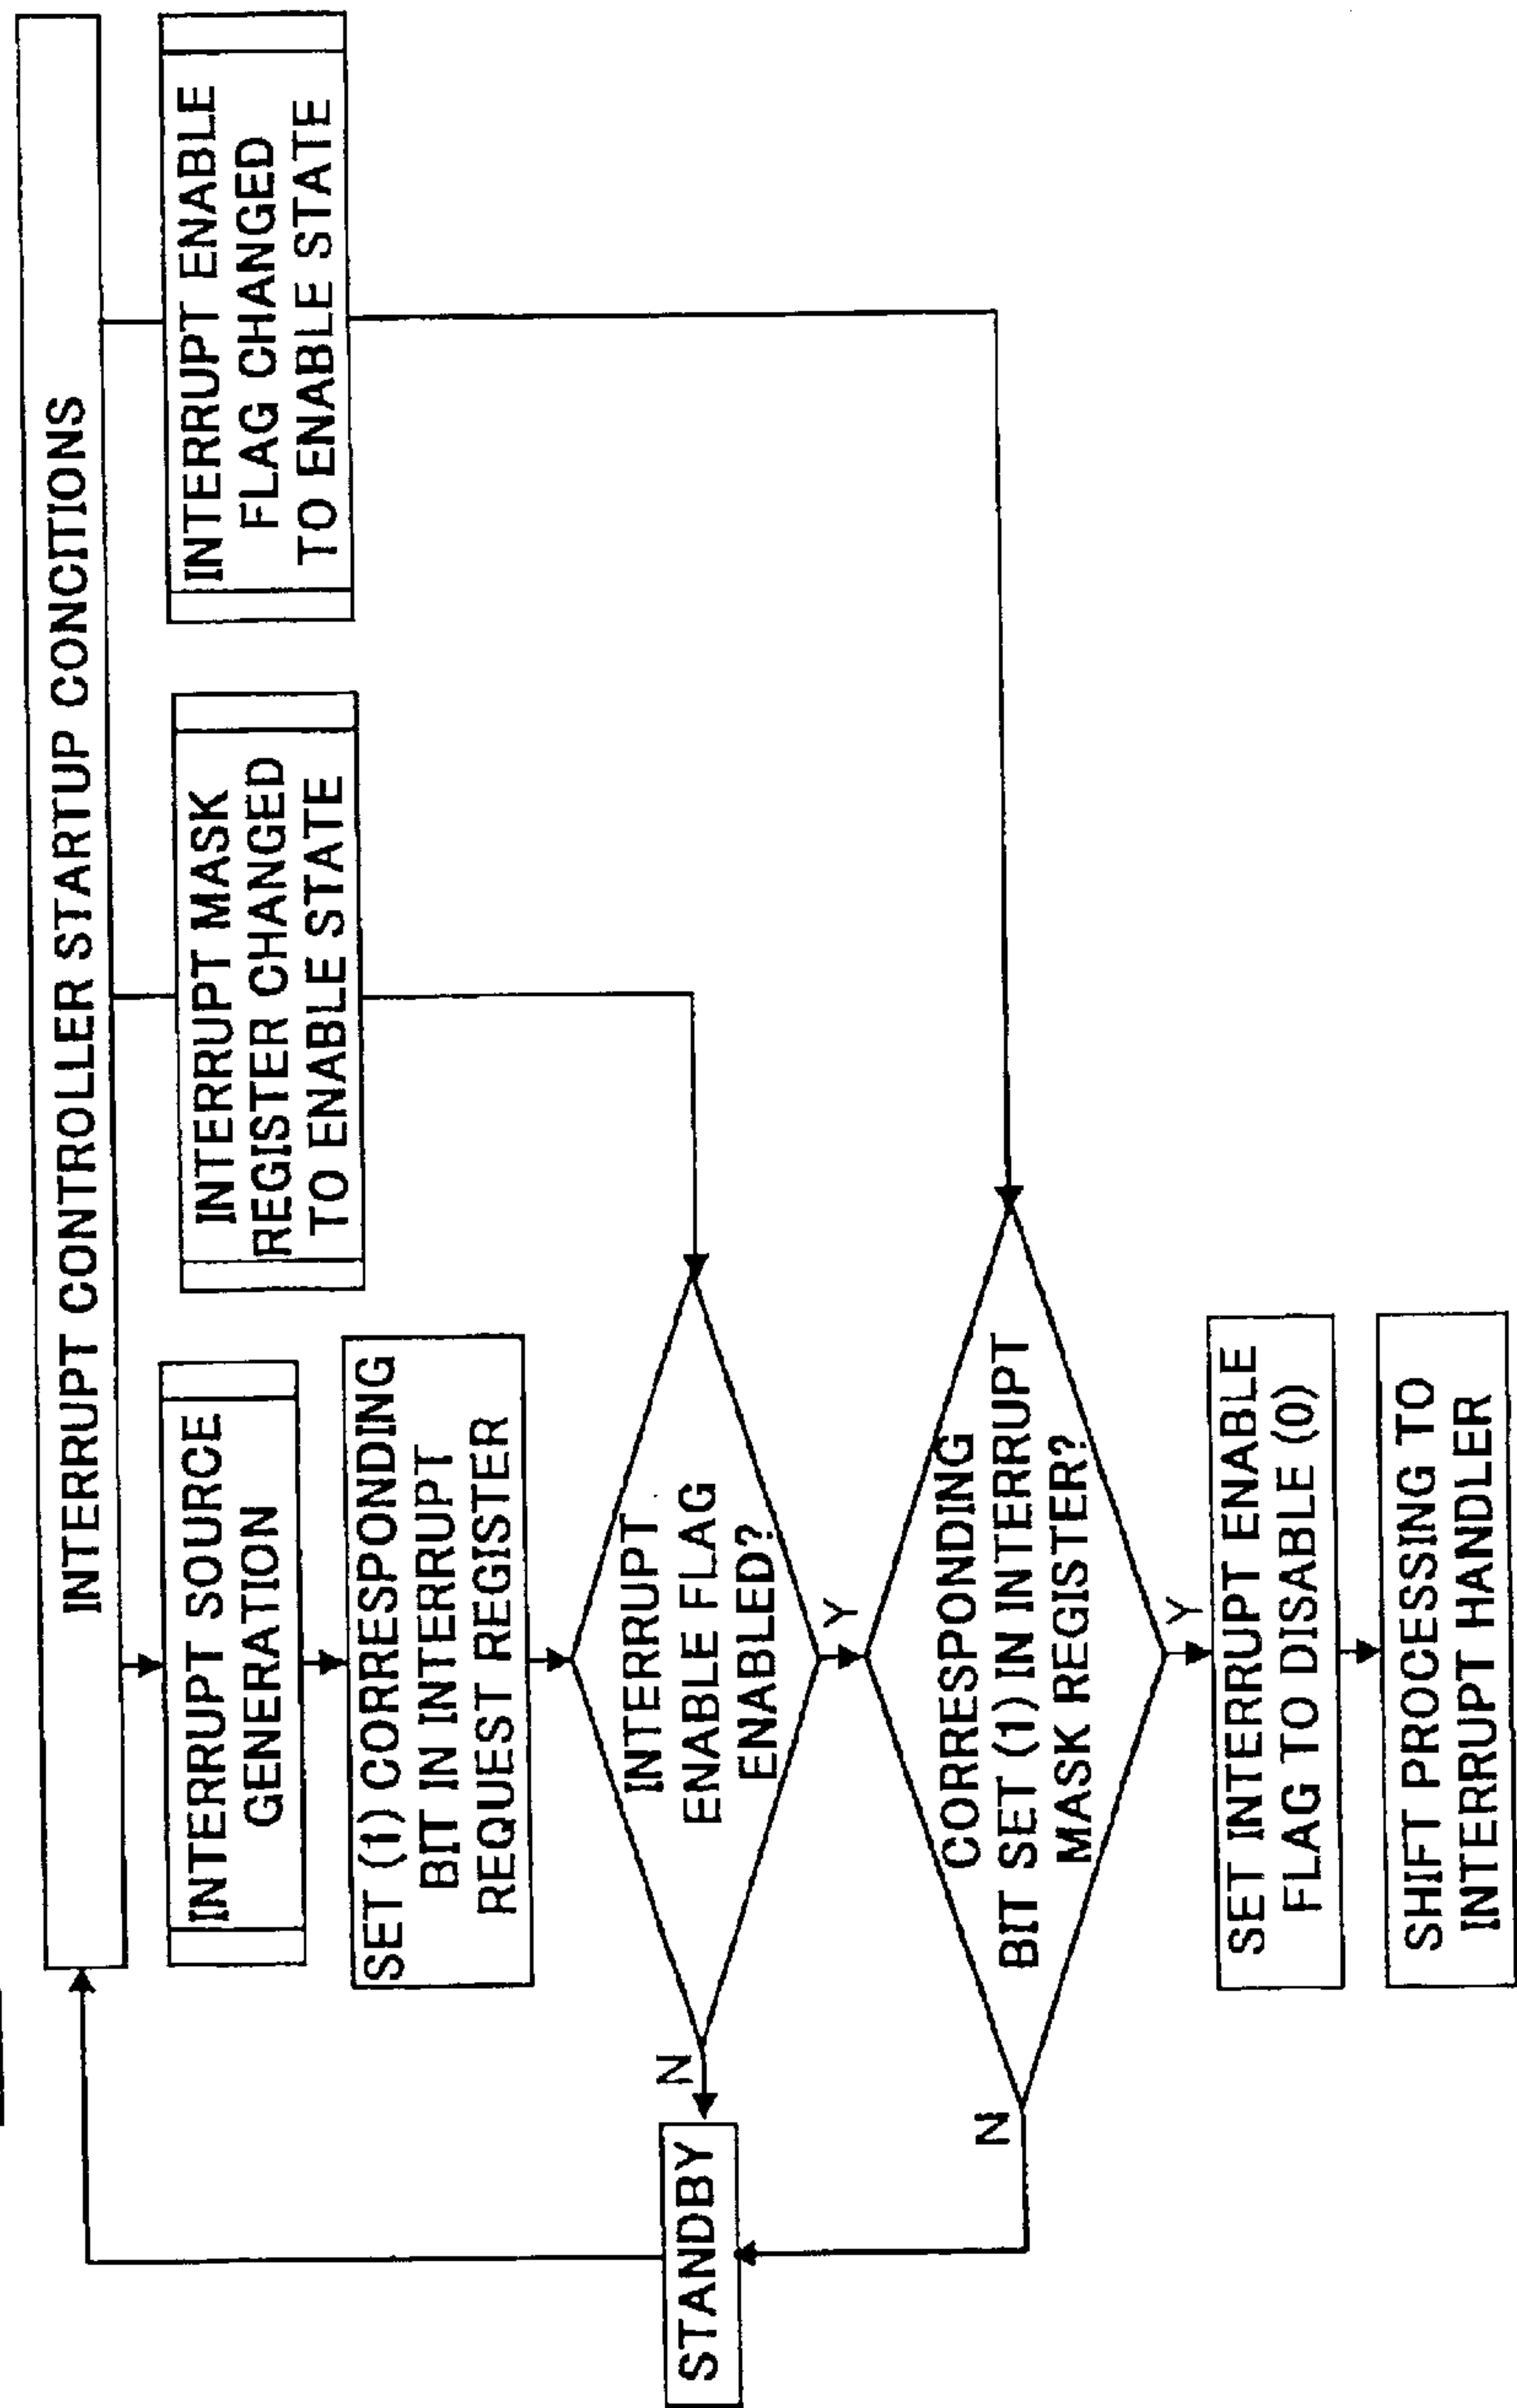 INTERRUPT CONTROLLER STARTUP CONCITIONS
INTERRUPT SOURCE
GENERATION
INTERRUPT MASK
REGISTER CHANGED
TO ENABLE STATE
INTERRUPT ENABLE
FLAG CHANGED
TO ENABLE STATE
SET (1) CORRESPONDING
BIT IN INTERRUPT
REQUEST REGISTER
INTERRUPT
ENABLE FLAG
ENABLED?
N
STANDBY
Y
CORRESPONDING
BIT SET (1) IN INTERRUPT
MASK REGISTER?
N
Y
SET INTERRUPT ENABLE
FLAG TO DISABLE (0)
SHIFT PROCESSING TO
INTERRUPT HANDLER